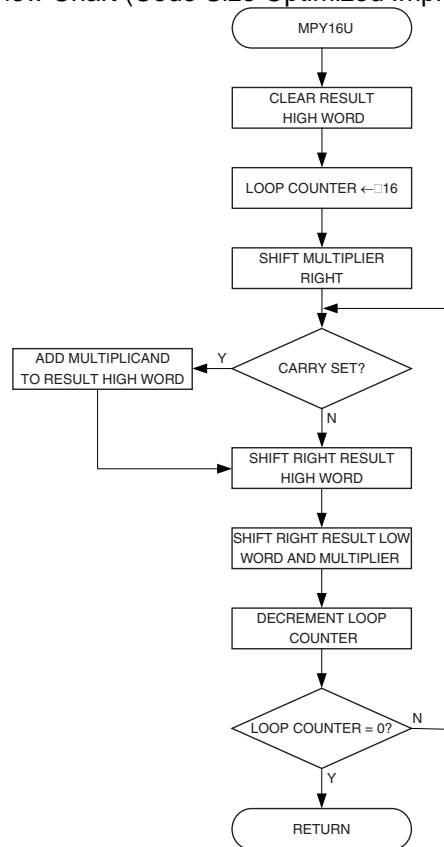 MPY16U
CLEAR RESULT
HIGH WORD
LOOP COUNTER ←□16
SHIFT MULTIPLIER
RIGHT
CARRY SET?
Y
ADD MULTIPLICAND
TO RESULT HIGH WORD
N
SHIFT RIGHT RESULT
HIGH WORD
SHIFT RIGHT RESULT LOW
WORD AND MULTIPLIER
DECREMENT LOOP
COUNTER
LOOP COUNTER = 0?
N
Y
RETURN